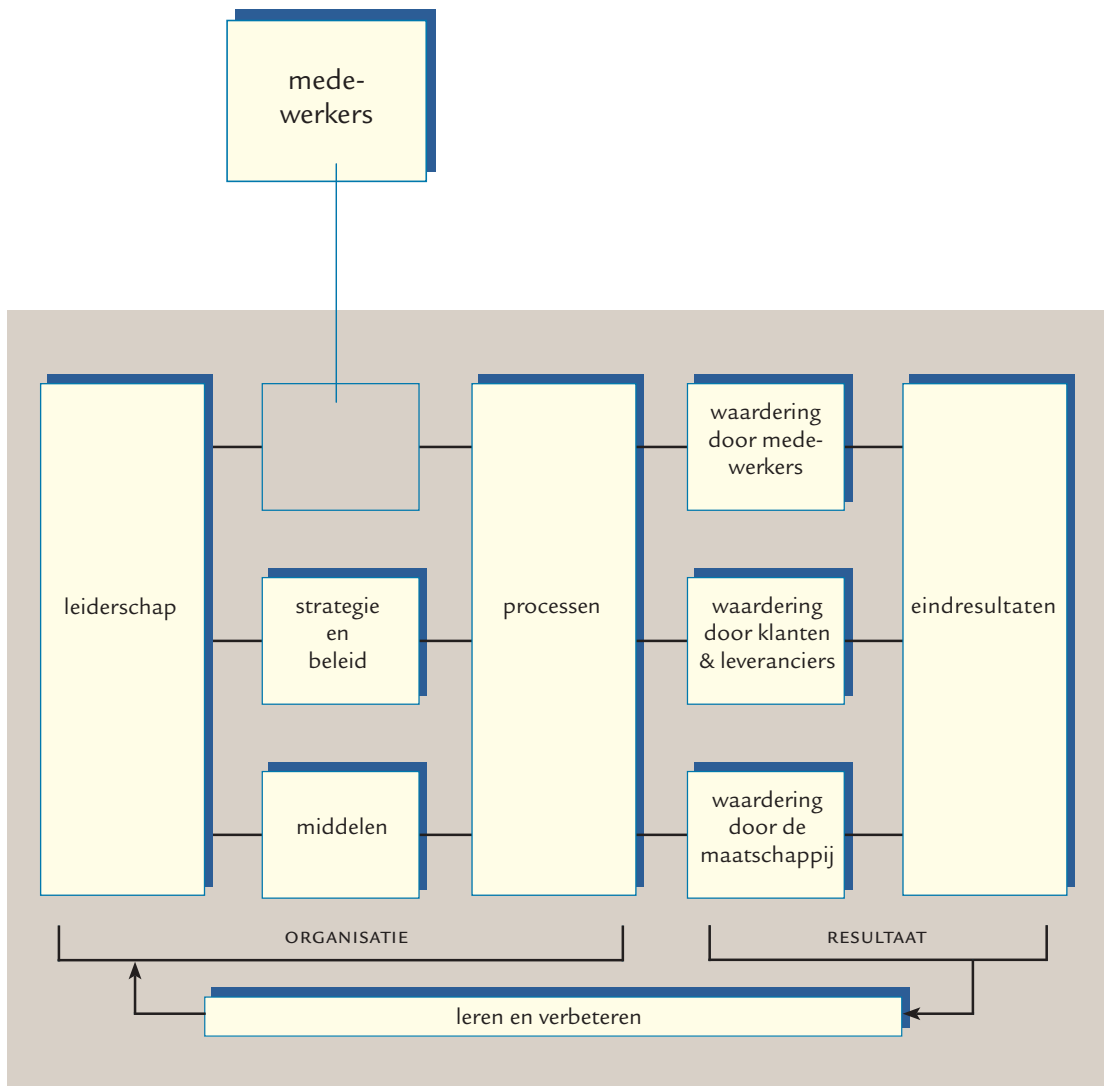 mede-
werkers
leiderschap
strategie
en
beleid
middelen
processen
waardering
door mede-
werkers
waardering
door klanten
& leveranciers
waardering
door de
maatschappij
eindresultaten
ORGANISATIE
RESULTAAT
leren en verbeteren